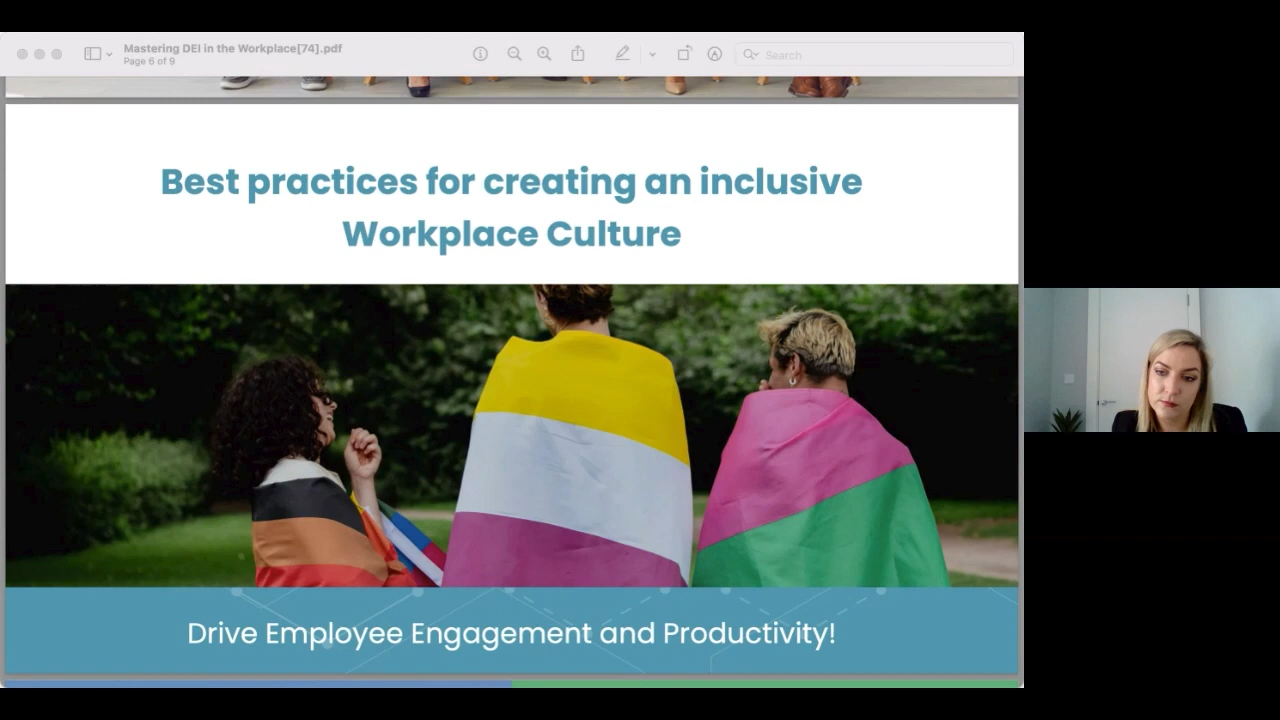 Mastering DEI in the Workplace[74].pdf
Page 6 of 9
Search
Best practices for creating an inclusive
Workplace Culture
Drive Employee Engagement and Productivity!